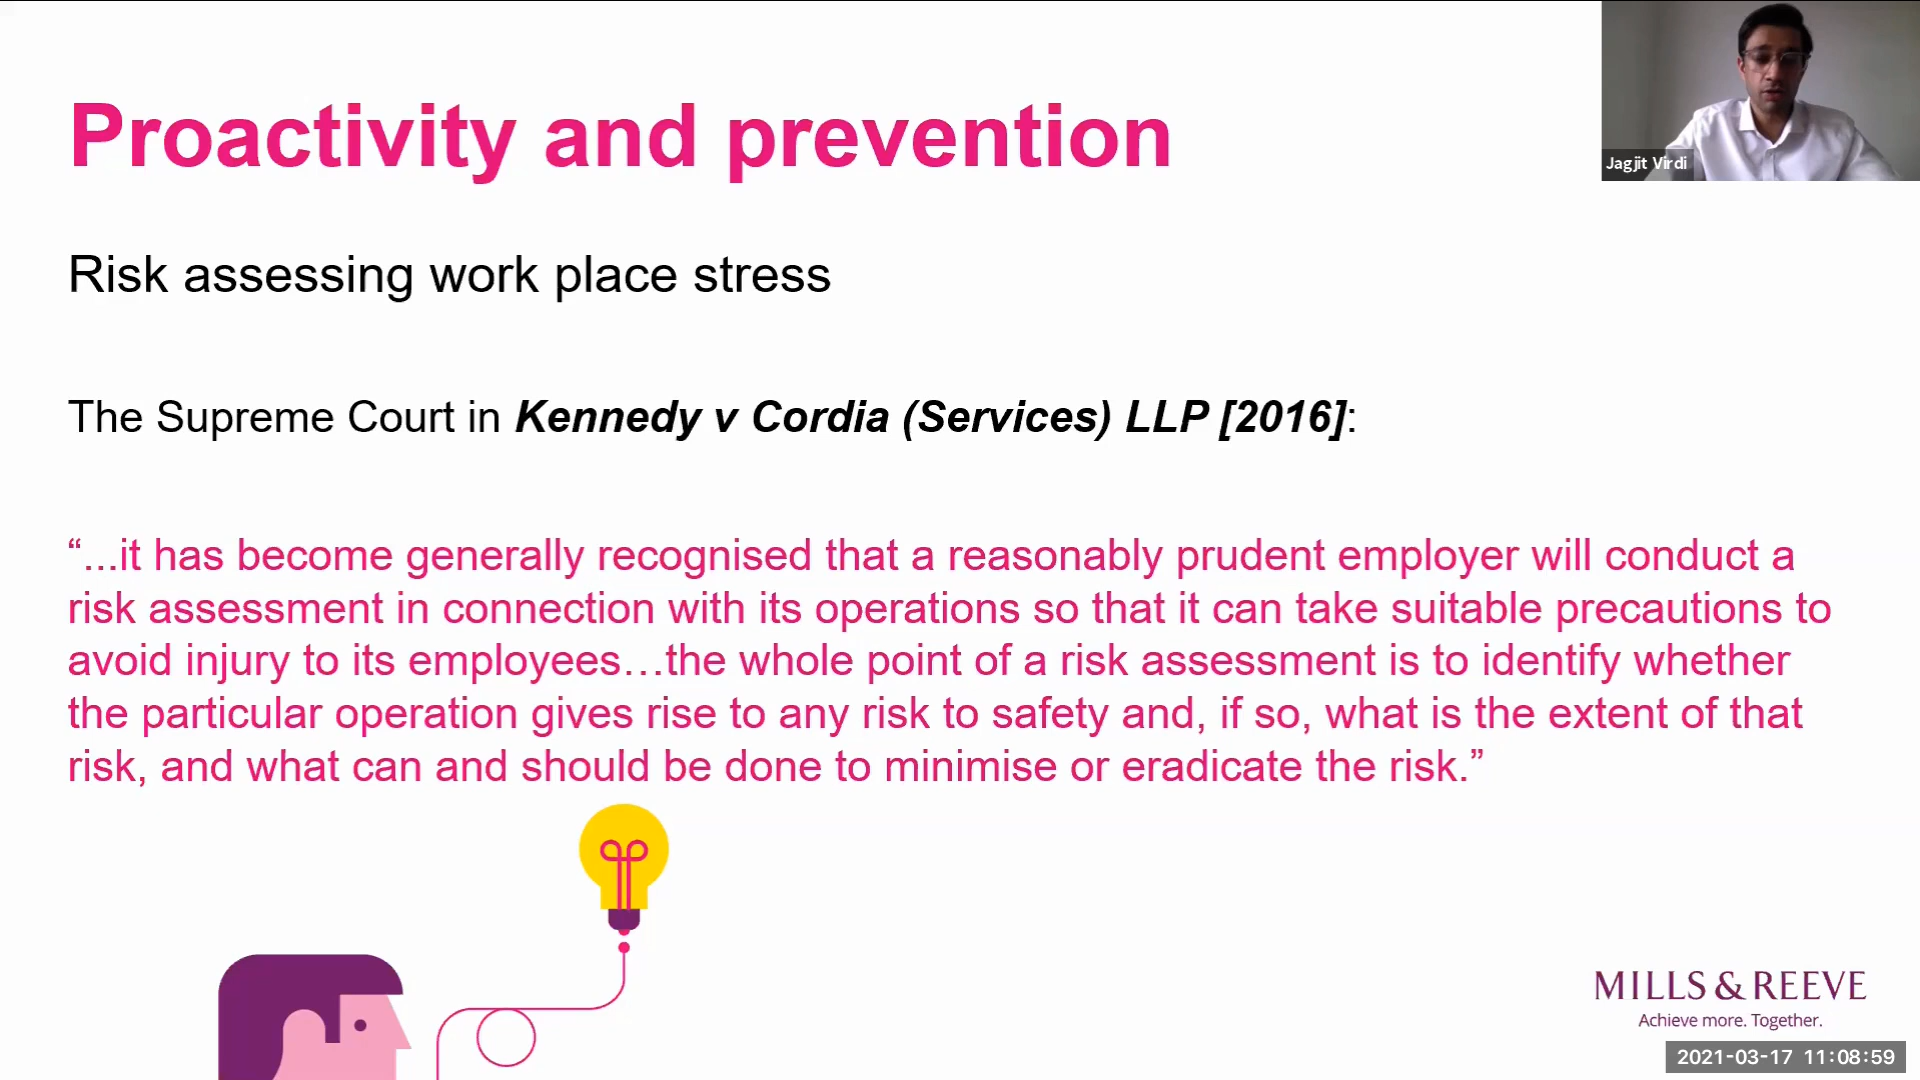 Proactivity and prevention
Jagjit Virdi
Risk assessing work place stress
The Supreme Court in Kennedy v Cordia (Services) LLP [2016]:
“...it has become generally recognised that a reasonably prudent employer will conduct a
risk assessment in connection with its operations so that it can take suitable precautions to
avoid injury to its employees…the whole point of a risk assessment is to identify whether
the particular operation gives rise to any risk to safety and, if so, what is the extent of that
risk, and what can and should be done to minimise or eradicate the risk.”
MILLS & REEVE
Achieve more. Together.
2021-03-17 11:08:59